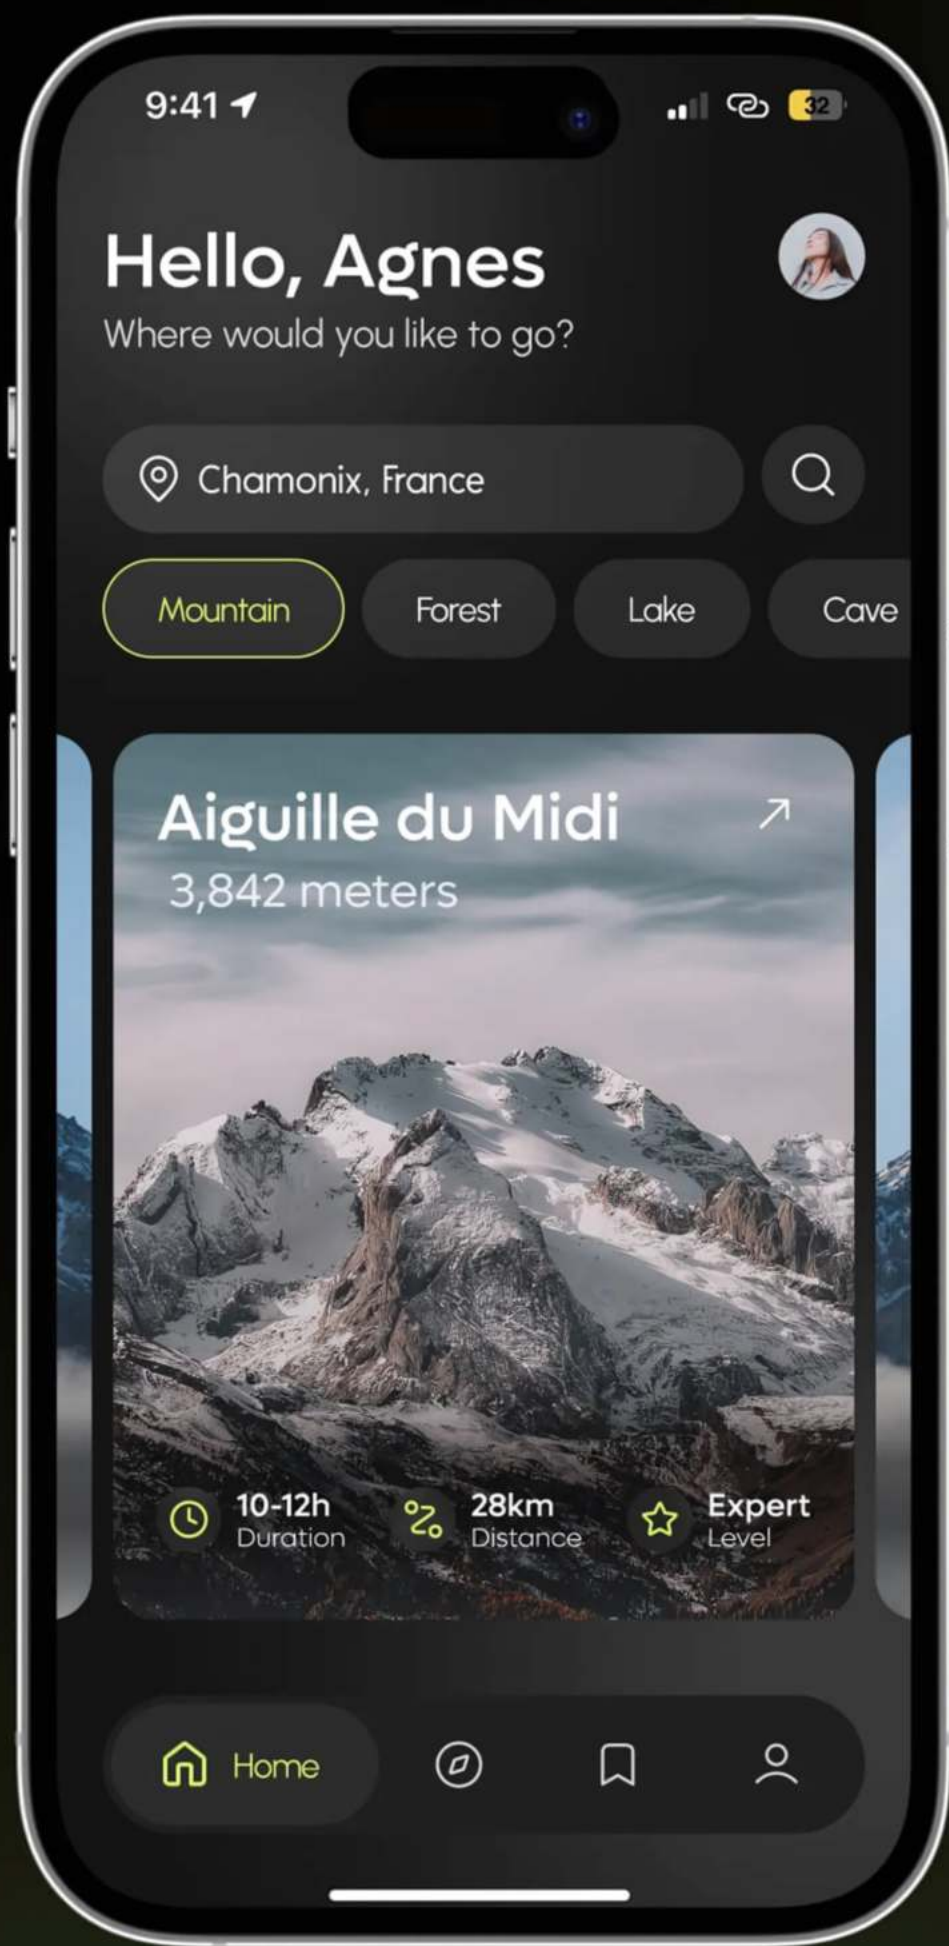 9:41
32
Hello, Agnes
Where would you like to go?
Chamonix, France
Mountain Forest Lake Cave
Aiguille du Midi
3,842 meters
10-12h 28km Expert
Duration Distance Level
Home